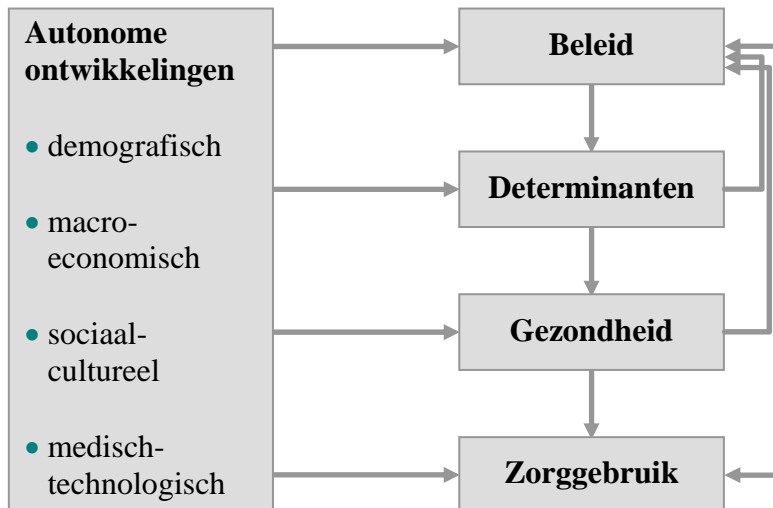 Autonome
ontwikkelingen
• demografisch
• macro-
economisch
• sociaal-
cultureel
• medisch-
technologisch
Beleid
Determinanten
Gezondheid
Zorggebruik